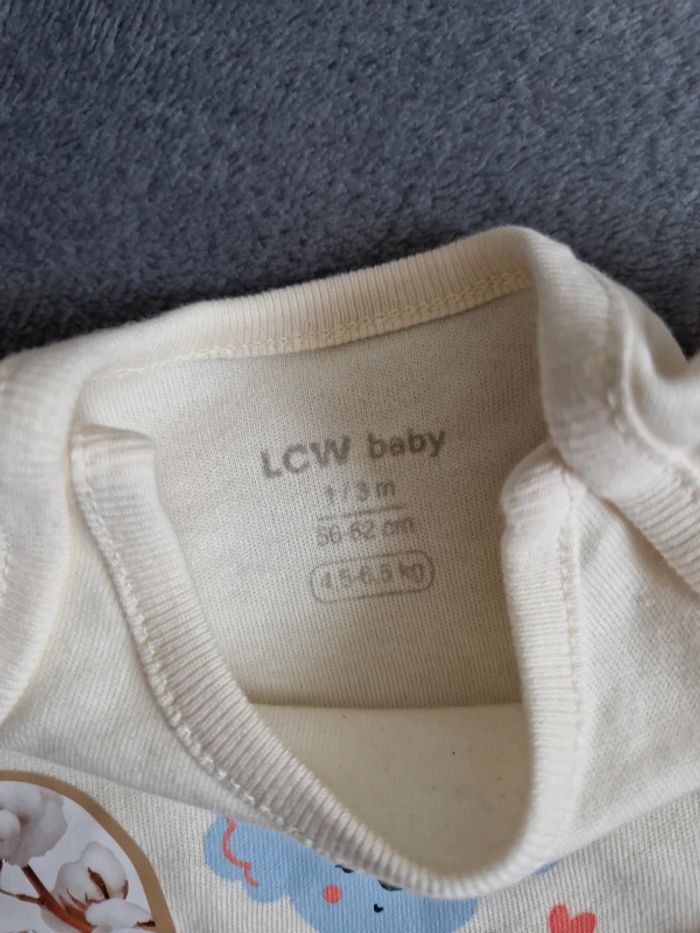 LCW baby
1 / 3 m
56-62 cm
4,5-6,5 kg